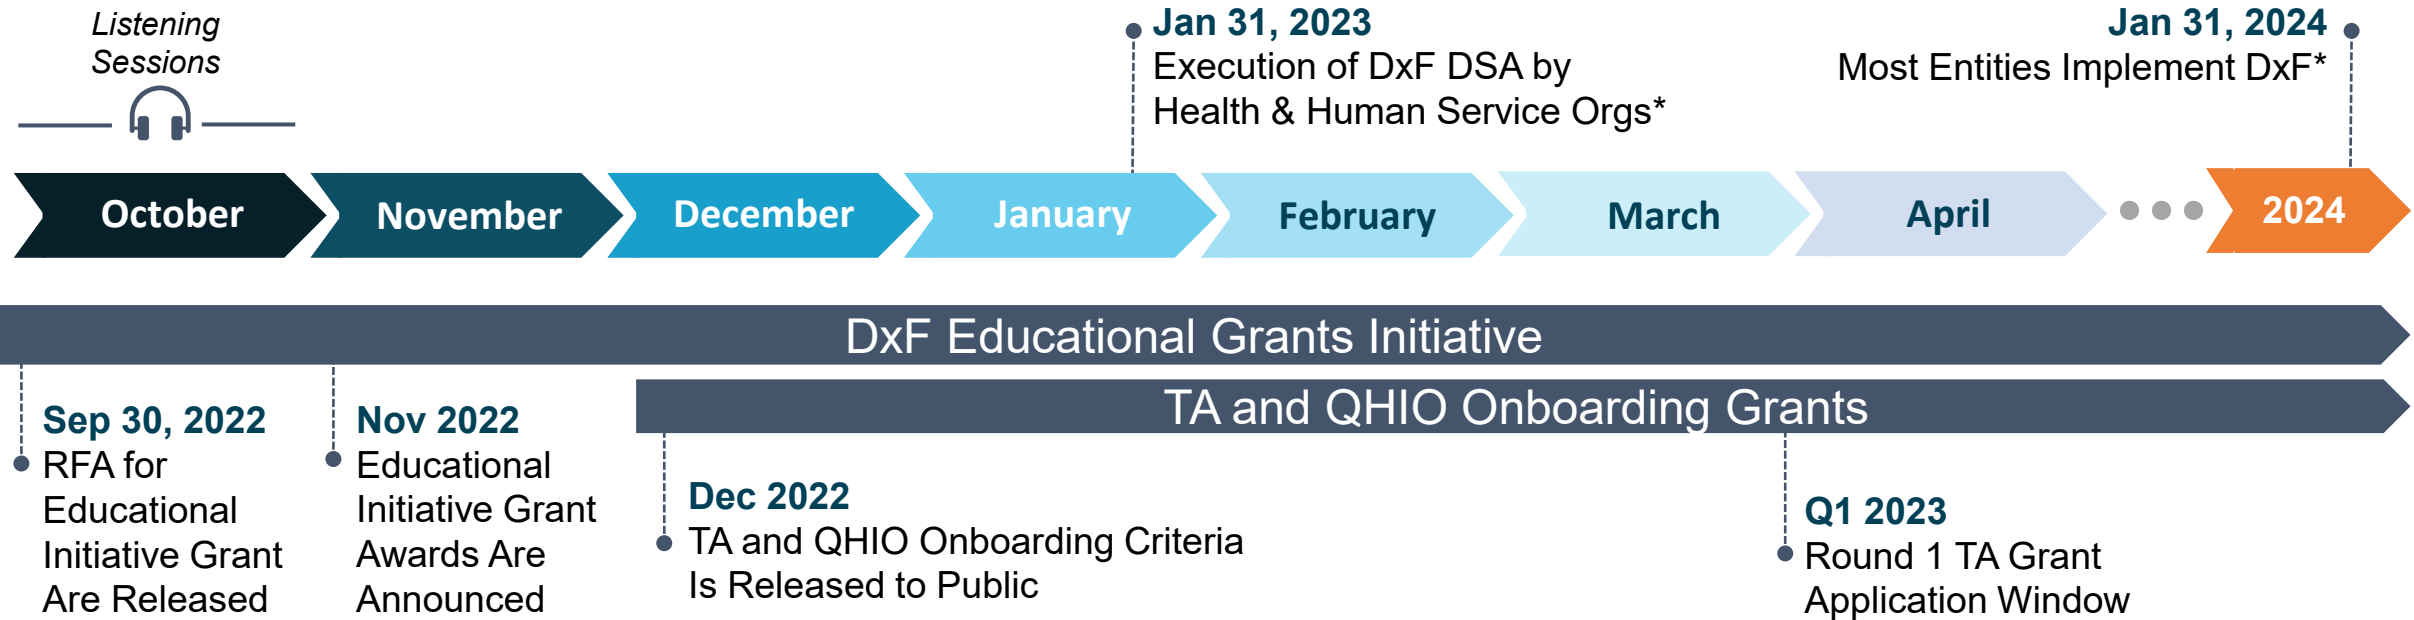 Listening
Sessions
Jan 31, 2023
Execution of DxF DSA by
Health & Human Service Orgs*
Jan 31, 2024
Most Entities Implement DxF*
October
November
December
January
February
March
April
2024
DxF Educational Grants Initiative
TA and QHIO Onboarding Grants
Sep 30, 2022
RFA for
Educational
Initiative Grant
Are Released
Nov 2022
Educational
Initiative Grant
Awards Are
Announced
Dec 2022
TA and QHIO Onboarding Criteria
Is Released to Public
Q1 2023
Round 1 TA Grant
Application Window